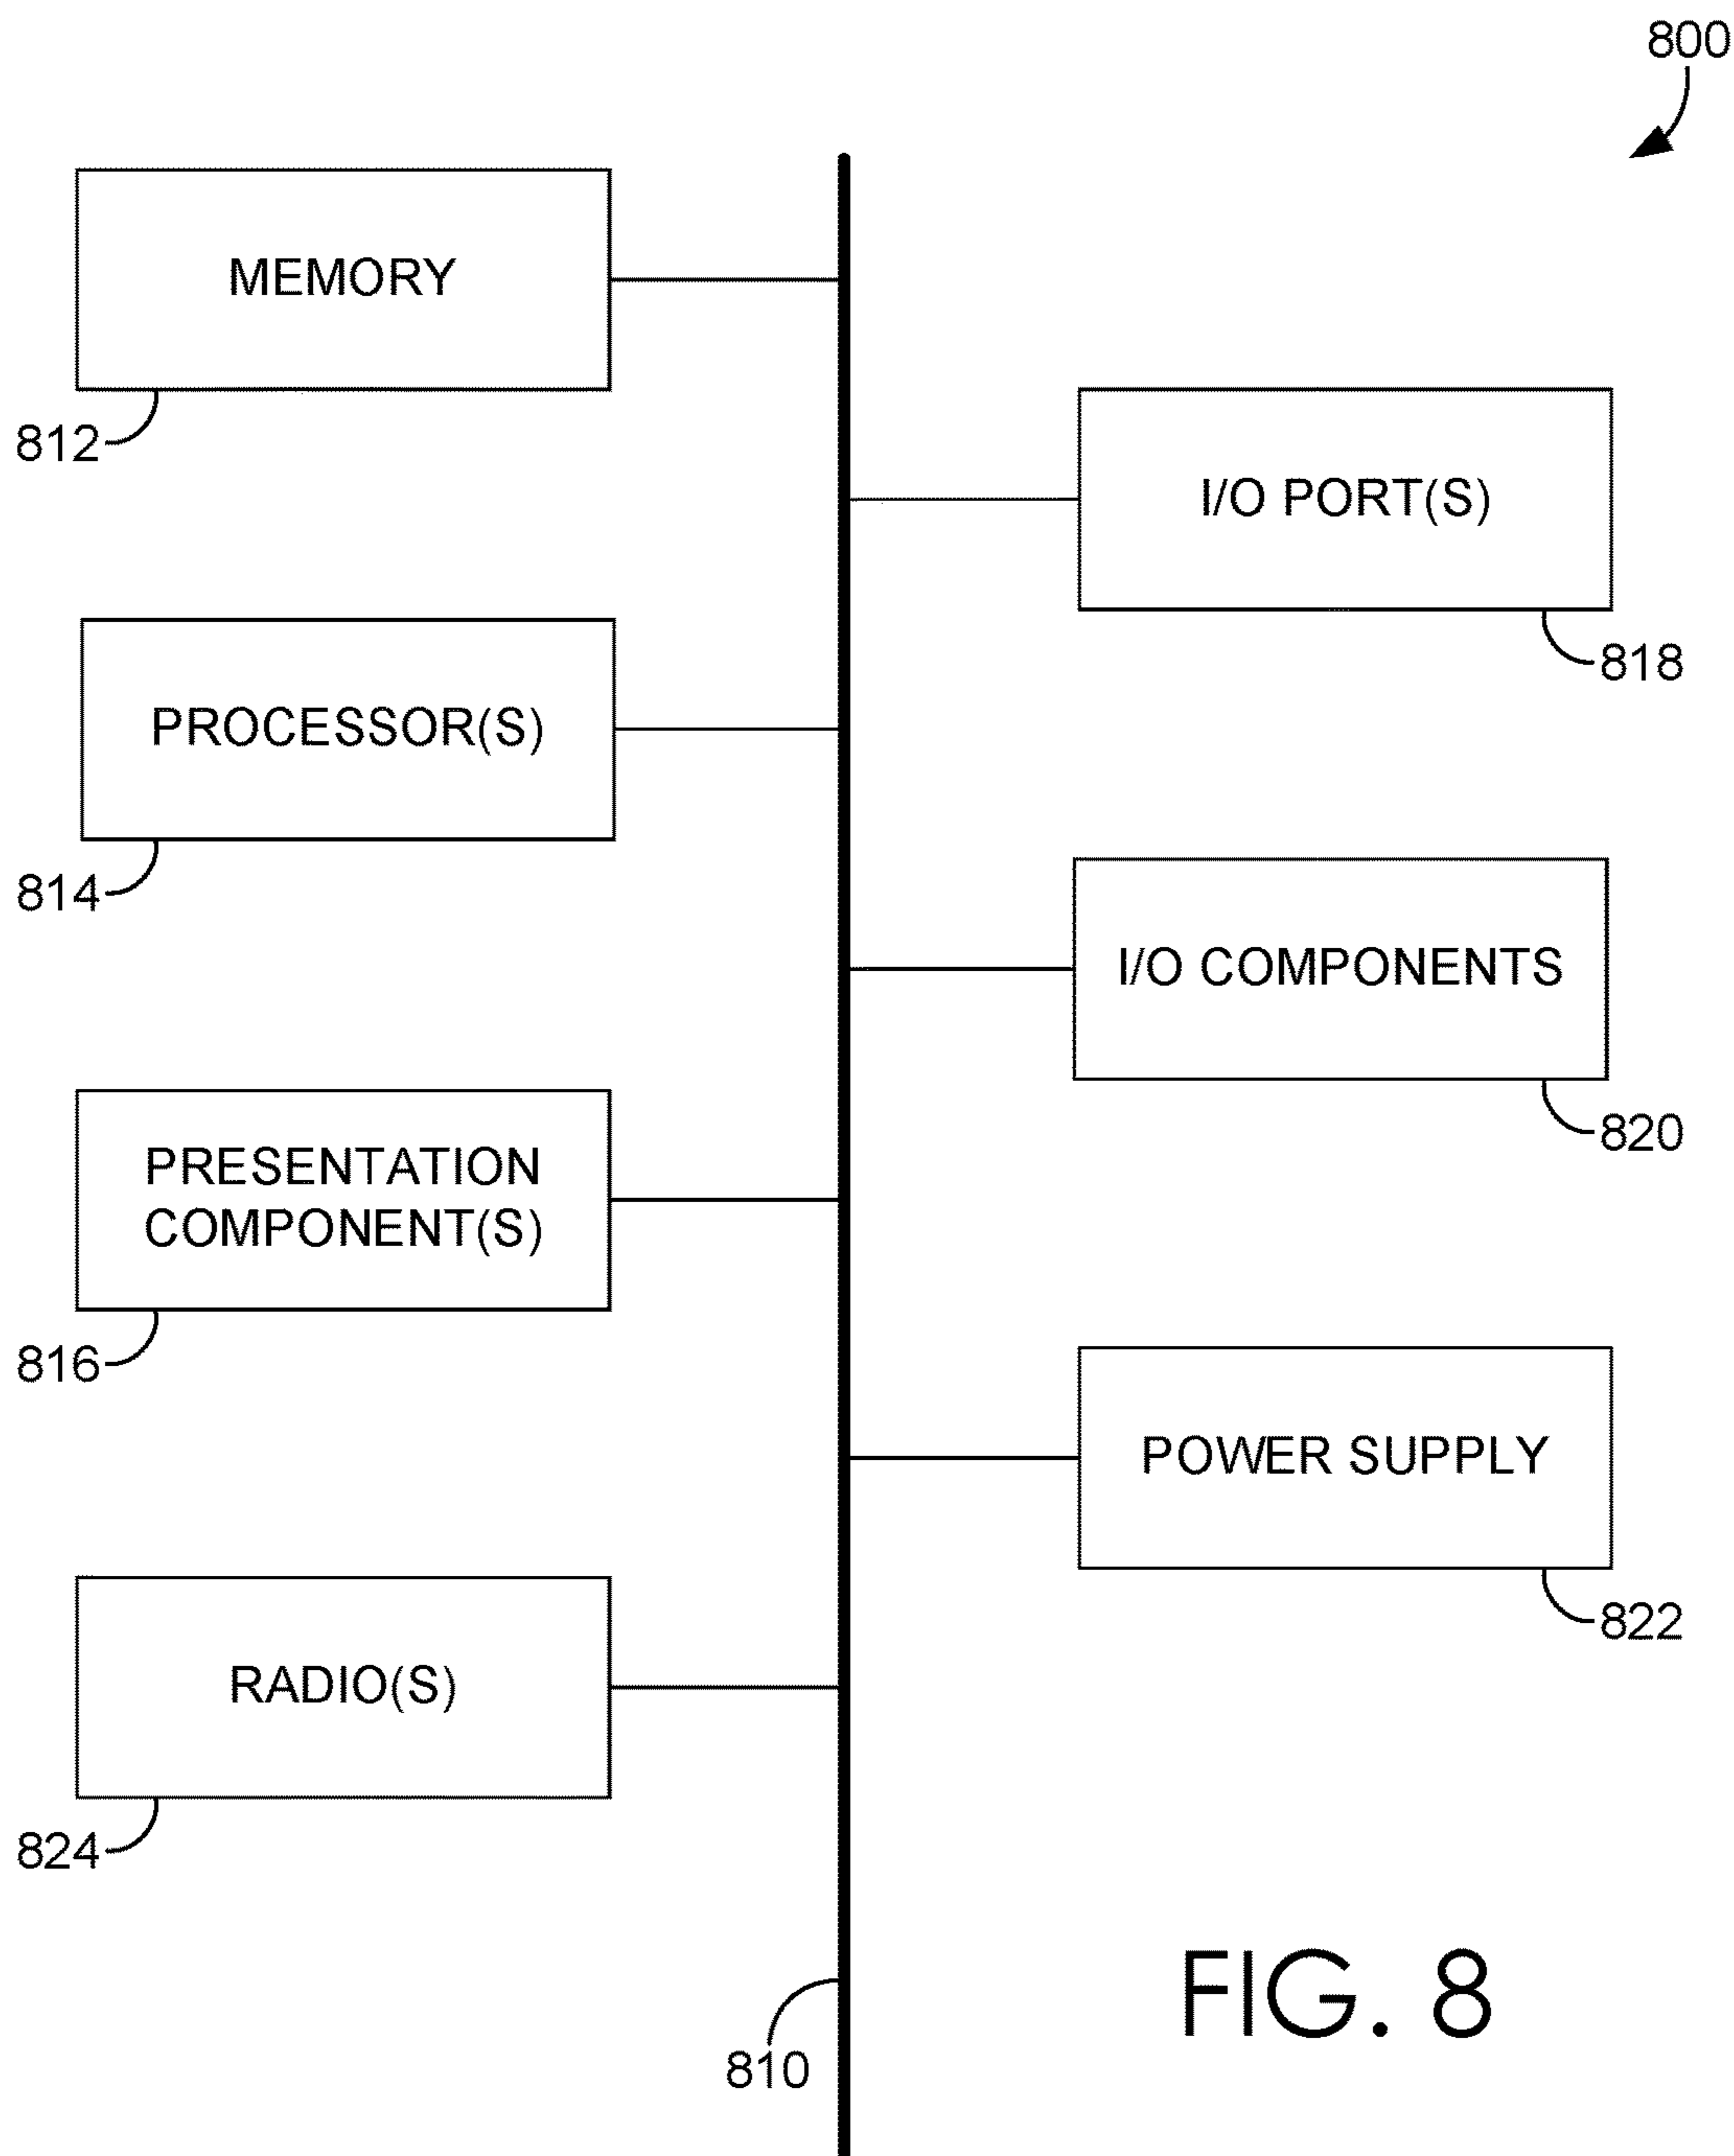 800
MEMORY
812
I/O PORT(S)
818
PROCESSOR(S)
814
I/O COMPONENTS
820
PRESENTATION
COMPONENT(S)
816
POWER SUPPLY
822
RADIO(S)
824
810
FIG. 8